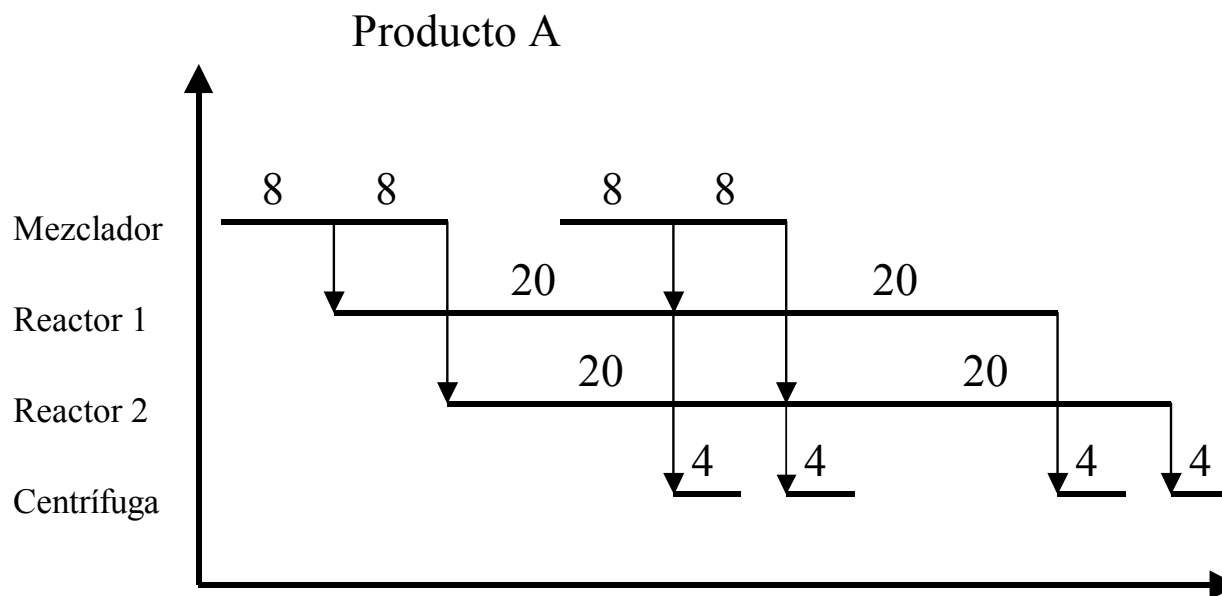 Producto A
8 8 8 8
Mezclador
20 20
Reactor 1
20 20
Reactor 2
4 4 4 4
Centrífuga